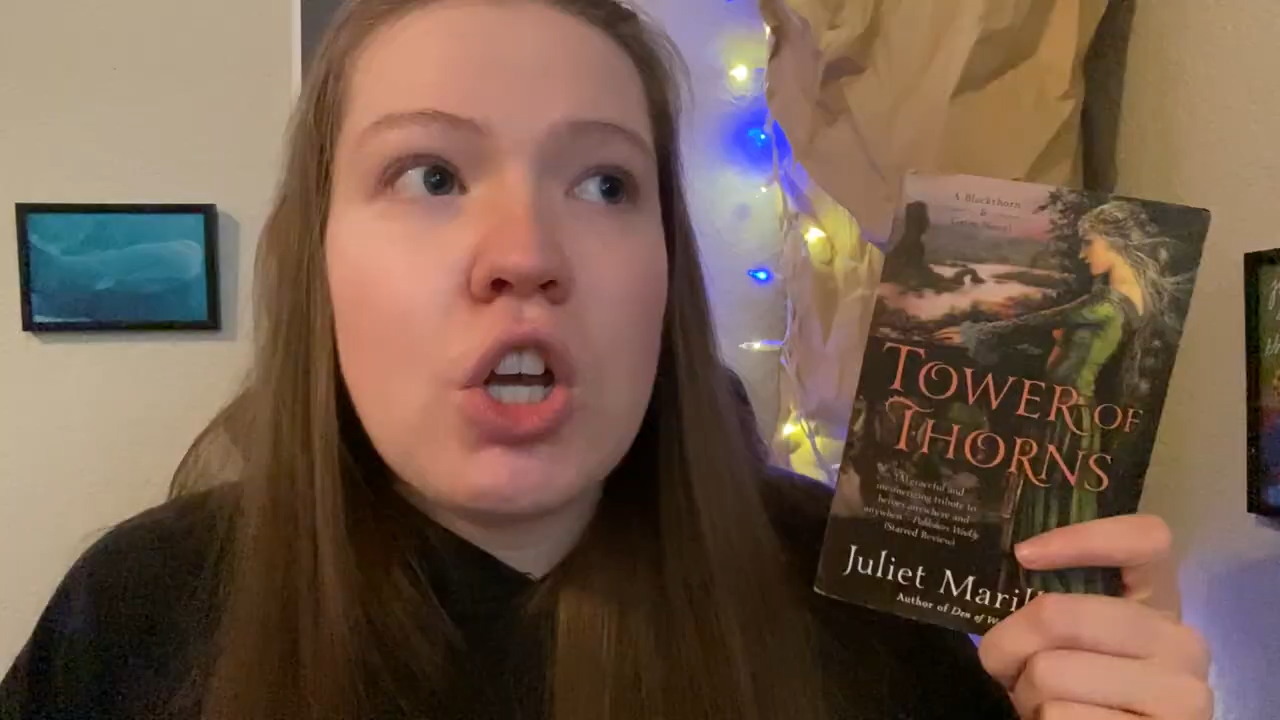 A Blackthorn
&
Grim Novel
TOWER OF
THORNS
"[A] graceful and
mesmerizing tribute to
heroes anywhere and
anywhen."—Publishers Weekly
(Starred Review)
Juliet Maril
Author of Den of W